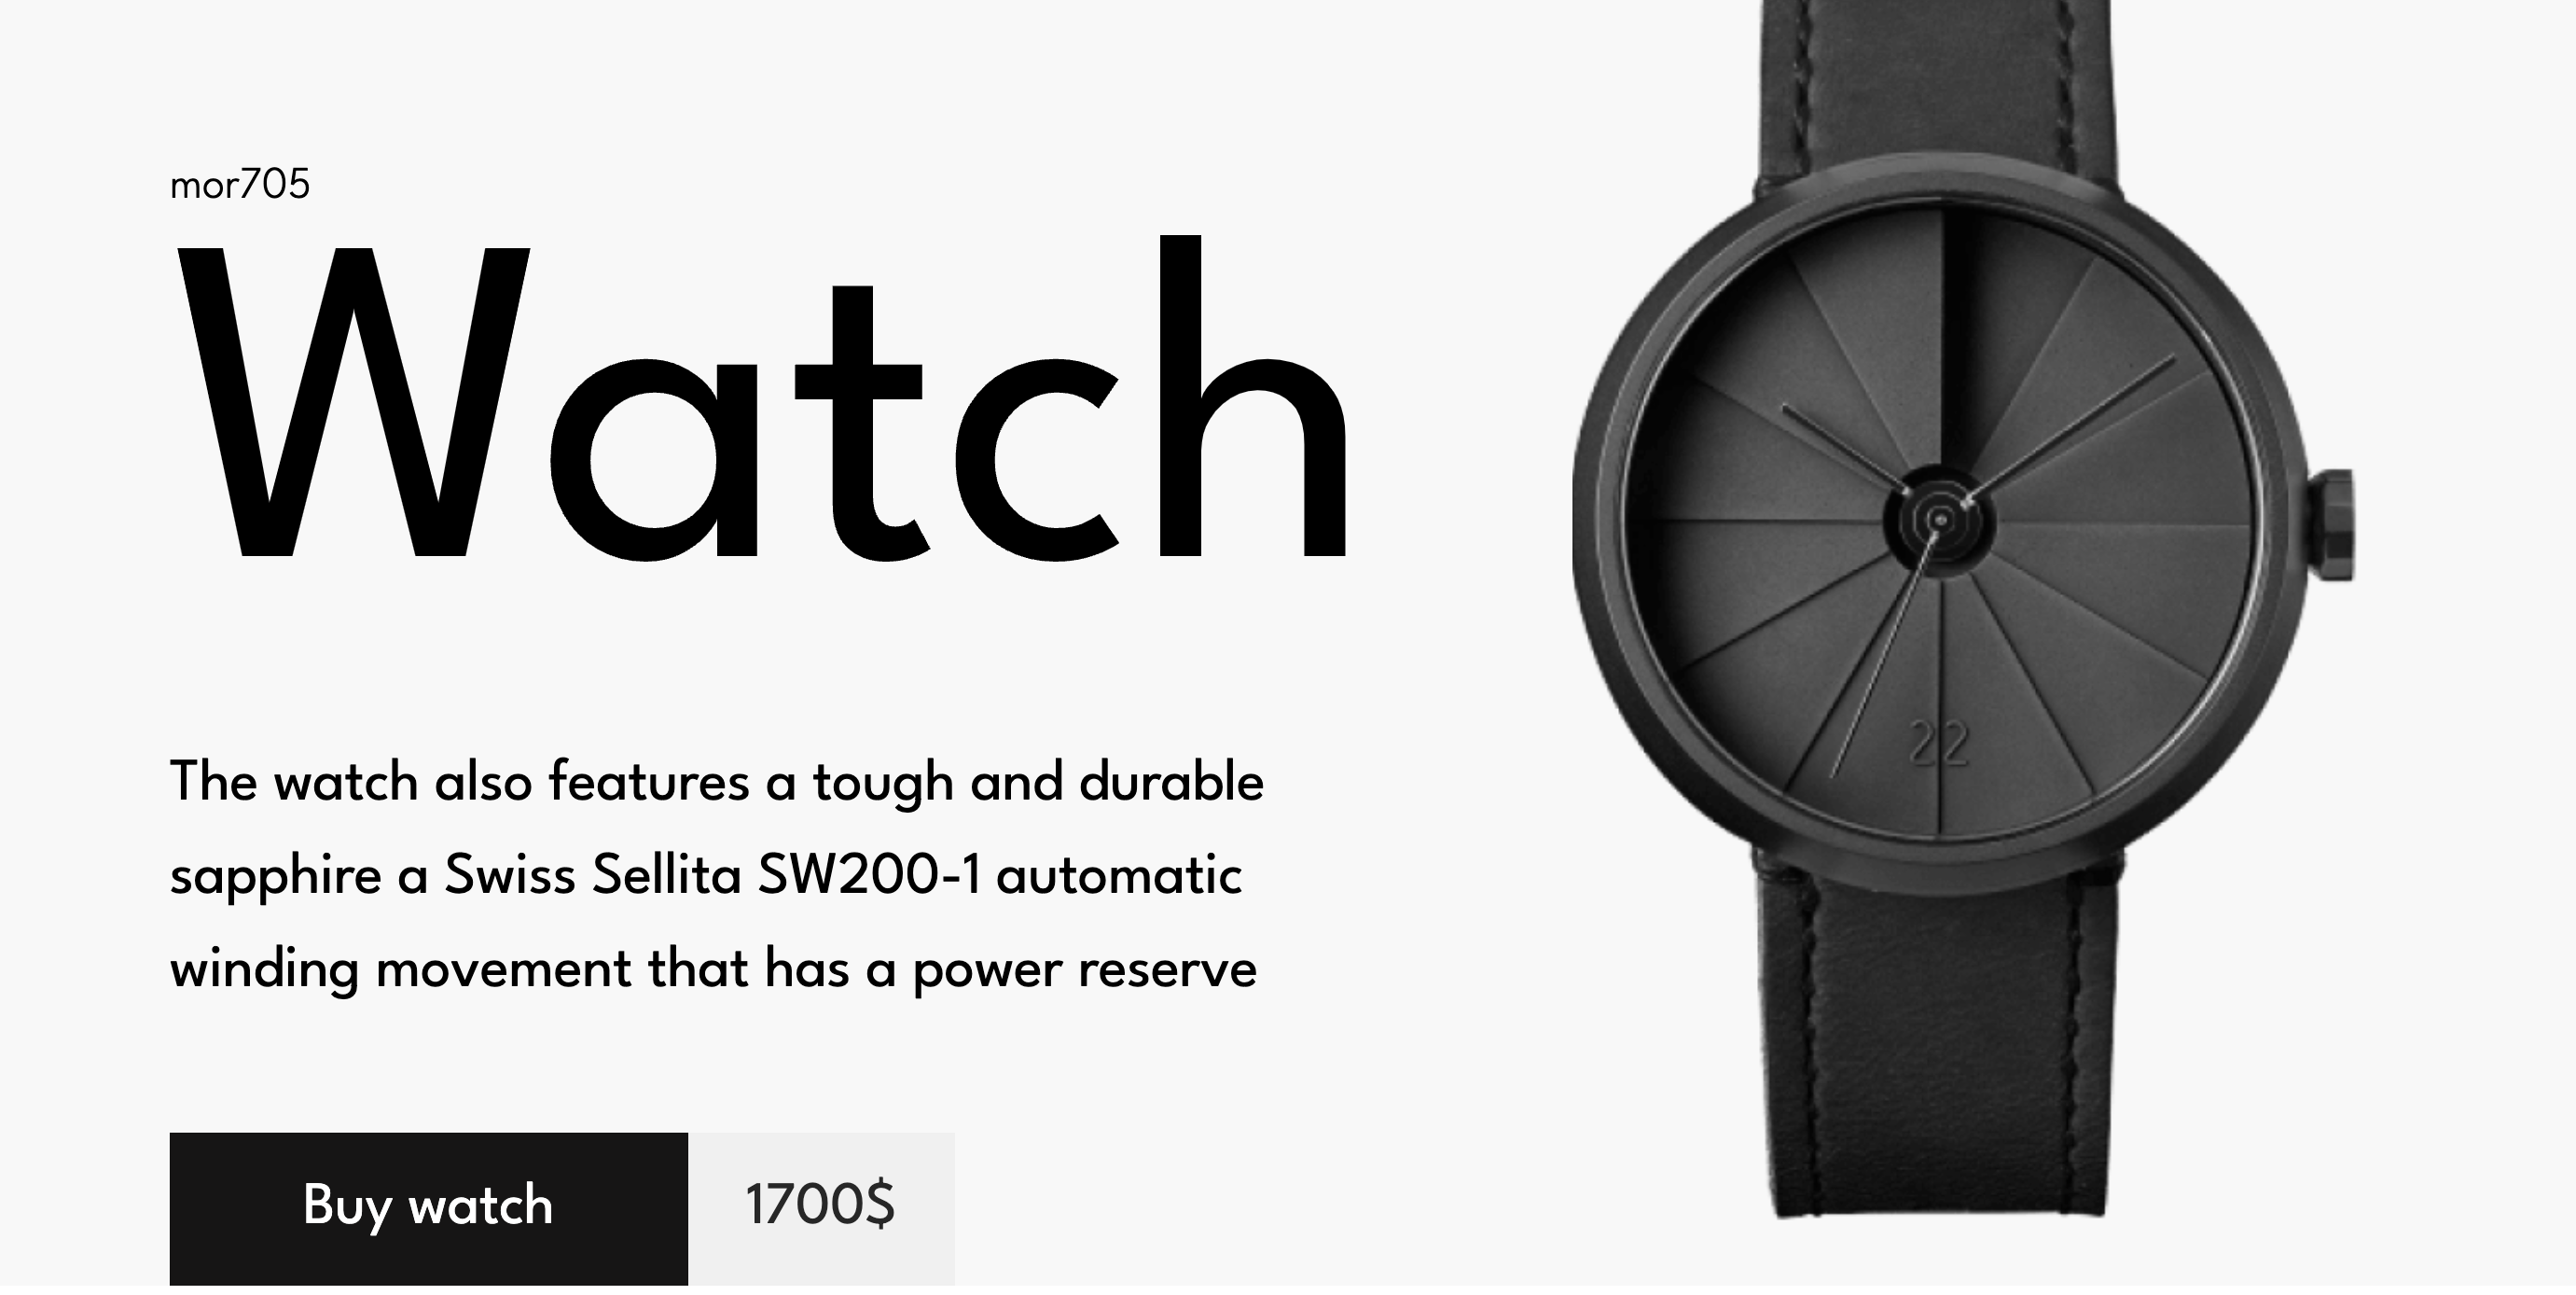 mor705
Watch
The watch also features a tough and durable
sapphire a Swiss Sellita SW200-1 automatic
winding movement that has a power reserve
Buy watch
1700$
22